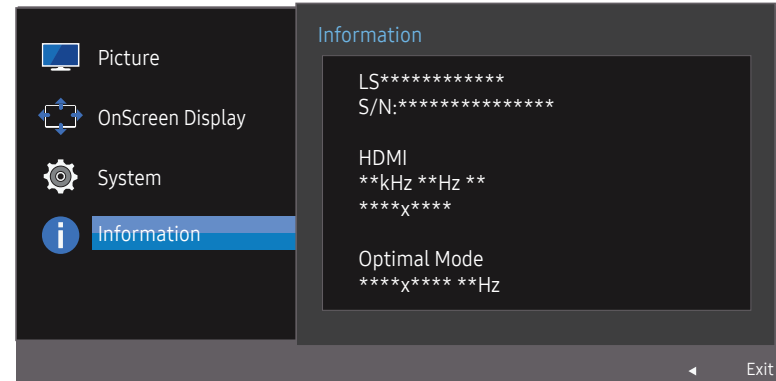 Picture
OnScreen Display
System
Information
Information
LS************
S/N:***************
HDMI
**kHz **Hz **
****x****
Optimal Mode
****x**** **Hz
Exit